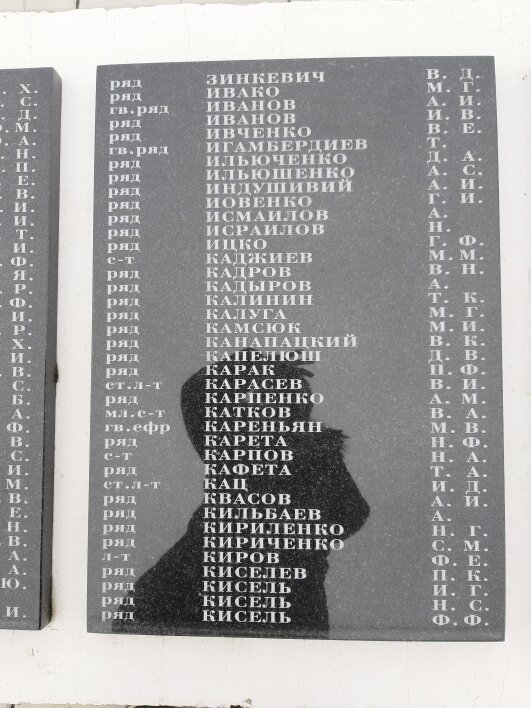 Х.
С.
Д.
М.
А.
Н.
П.
Е.
В.
И.
И.
Т.
И.
Ф.
Я.
Р.
Ф.
И.
Р.
Х.
И.
В.
С.
Б.
А.
Ф.
В.
С.
И.
М.
В.
Е.
Н.
В.
А.
А.
Ю.
И.
ряд ЗИНКЕВИЧ В. Д.
ряд ИВАКО М. Г.
гв.ряд ИВАНОВ А. И.
ряд ИВАНОВ И. В.
ряд ИВЧЕНКО В. Е.
гв.ряд ИГАМБЕРДИЕВ Т.
ряд ИЛЬЮЧЕНКО Д. А.
ряд ИЛЬЮШЕНКО А. С.
ряд ИНДУШИВИЙ А. И.
ряд ИОВЕНКО Г. И.
ряд ИСМАИЛОВ А.
ряд ИСРАИЛОВ Н.
ряд ИЦКО Г. Ф.
с-т КАДЖИЕВ М. М.
ряд КАДРОВ В. Н.
ряд КАДЫРОВ А.
ряд КАЛИНИН Т. К.
ряд КАЛУГА М. Г.
ряд КАМСЮК М. И.
ряд КАНАПАЦКИЙ В. К.
ряд КАПЕЛЮШ Д. В.
ряд КАРАК П. Ф.
ст.л-т КАРАСЕВ В. И.
ряд КАРПЕНКО А. М.
мл.с-т КАТКОВ В. А.
гв.ефр КАРЕНЬЯН М. В.
ряд КАРЕТА Н. Ф.
с-т КАРПОВ Н. А.
ряд КАФЕТА Т. А.
ст.л-т КАЦ И. Д.
ряд КВАСОВ А. И.
ряд КИЛЬБАЕВ А.
ряд КИРИЛЕНКО Н. Г.
ряд КИРИЧЕНКО С. М.
л-т КИРОВ Ф. Е.
ряд КИСЕЛЕВ П. К.
ряд КИСЕЛЬ И. Г.
ряд КИСЕЛЬ Н. С.
ряд КИСЕЛЬ Ф. Ф.